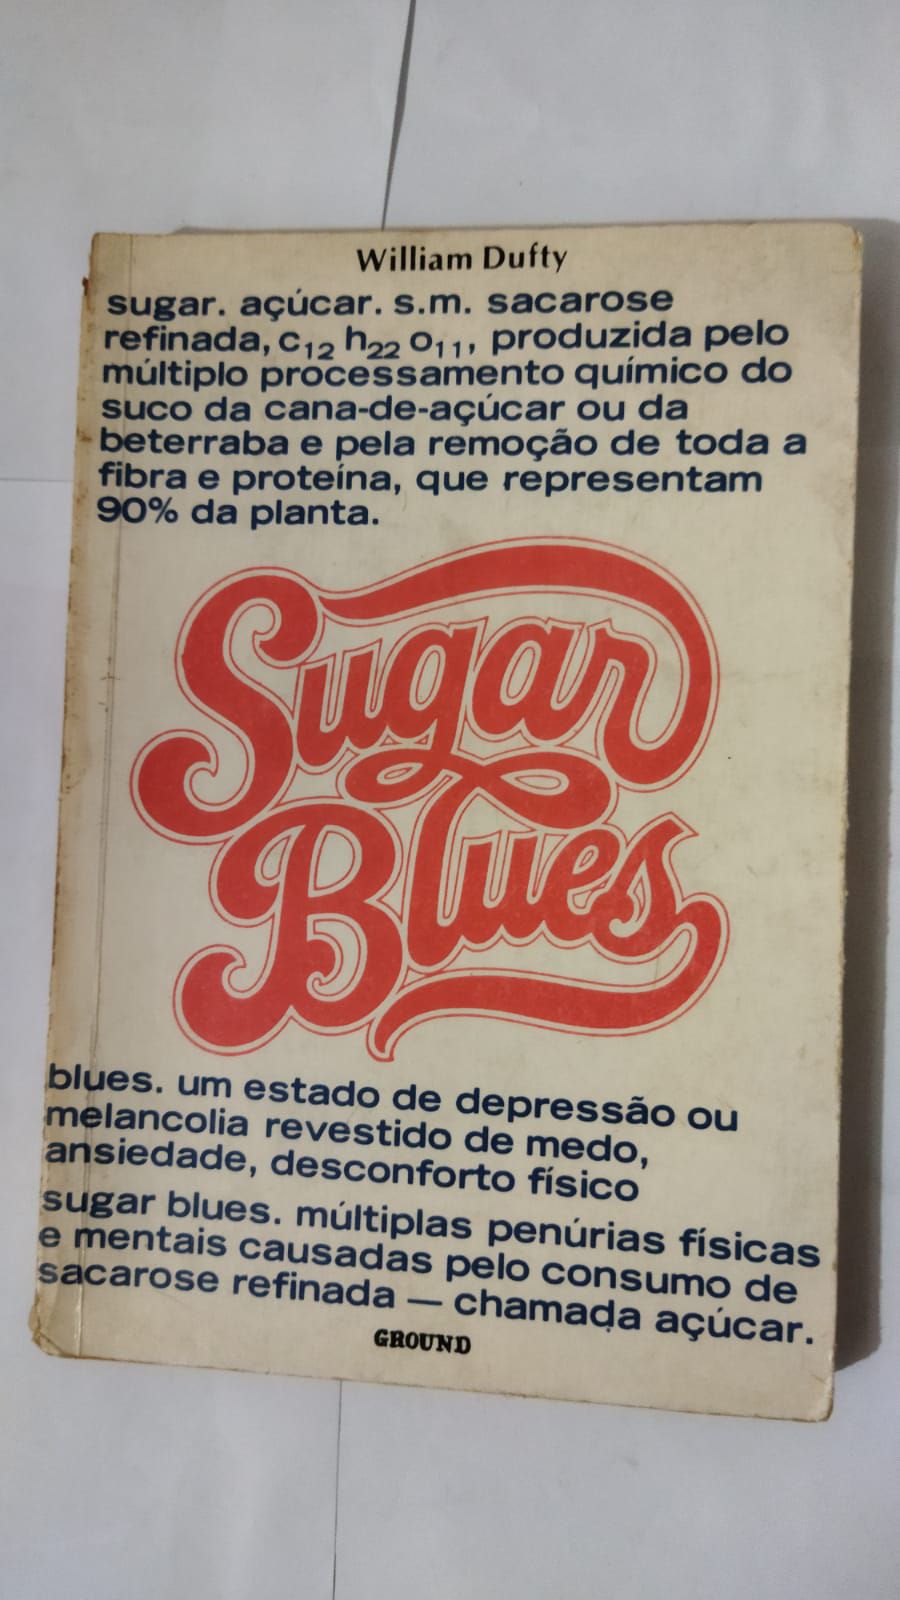 William Dufty
sugar. açúcar. s.m. sacarose
refinada, c₁₂ h₂₂ o₁₁, produzida pelo
múltiplo processamento químico do
suco da cana-de-açúcar ou da
beterraba e pela remoção de toda a
fibra e proteína, que representam
90% da planta.
Sugar
Blues
blues. um estado de depressão ou
melancolia revestido de medo,
ansiedade, desconforto físico
sugar blues. múltiplas penúrias físicas
e mentais causadas pelo consumo de
sacarose refinada — chamada açúcar.
GROUND